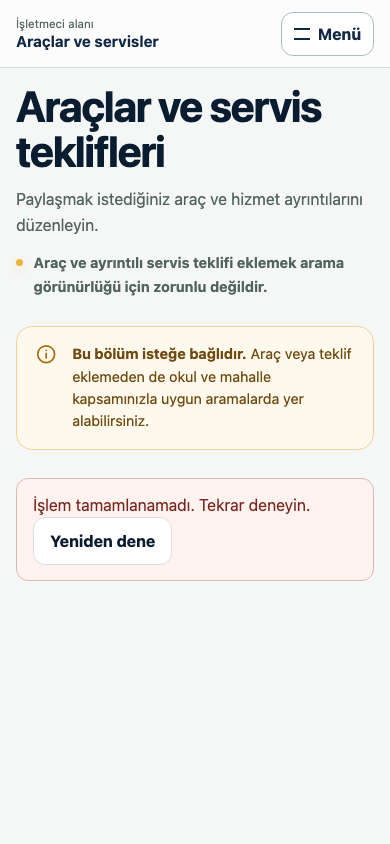 İşletmeci alanı
Araçlar ve servisler
Menü
Araçlar ve servis
teklifleri
Paylaşmak istediğiniz araç ve hizmet ayrıntılarını
düzenleyin.
Araç ve ayrıntılı servis teklifi eklemek arama
görünürlüğü için zorunlu değildir.
Bu bölüm isteğe bağlıdır. Araç veya teklif
eklemeden de okul ve mahalle
kapsamınızla uygun aramalarda yer
alabilirsiniz.
İşlem tamamlanamadı. Tekrar deneyin.
Yeniden dene